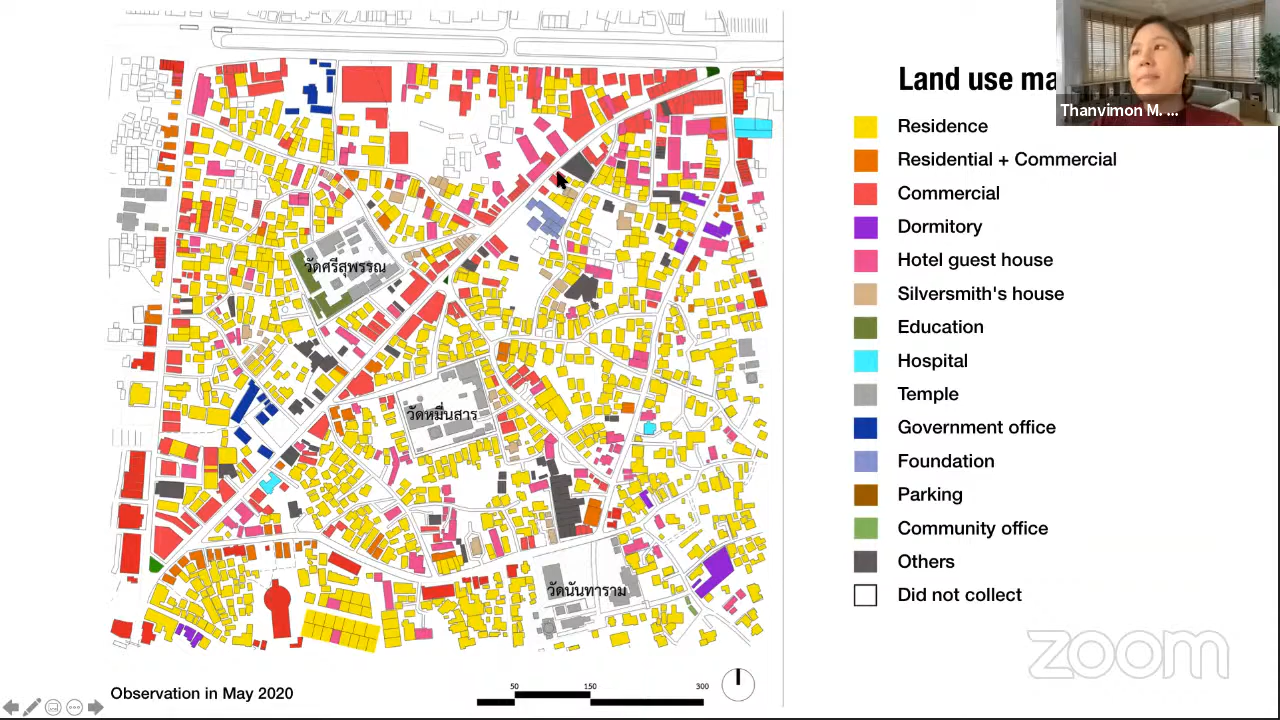 Land use ma
Thanvimon M. ...
Residence
Residential + Commercial
Commercial
Dormitory
Hotel guest house
Silversmith's house
Education
Hospital
Temple
Government office
Foundation
Parking
Community office
Others
Did not collect
วัดศรีสุพรรณ
วัดหมื่นสาร
วัดนันทาราม
Observation in May 2020
50 150 300
zoom